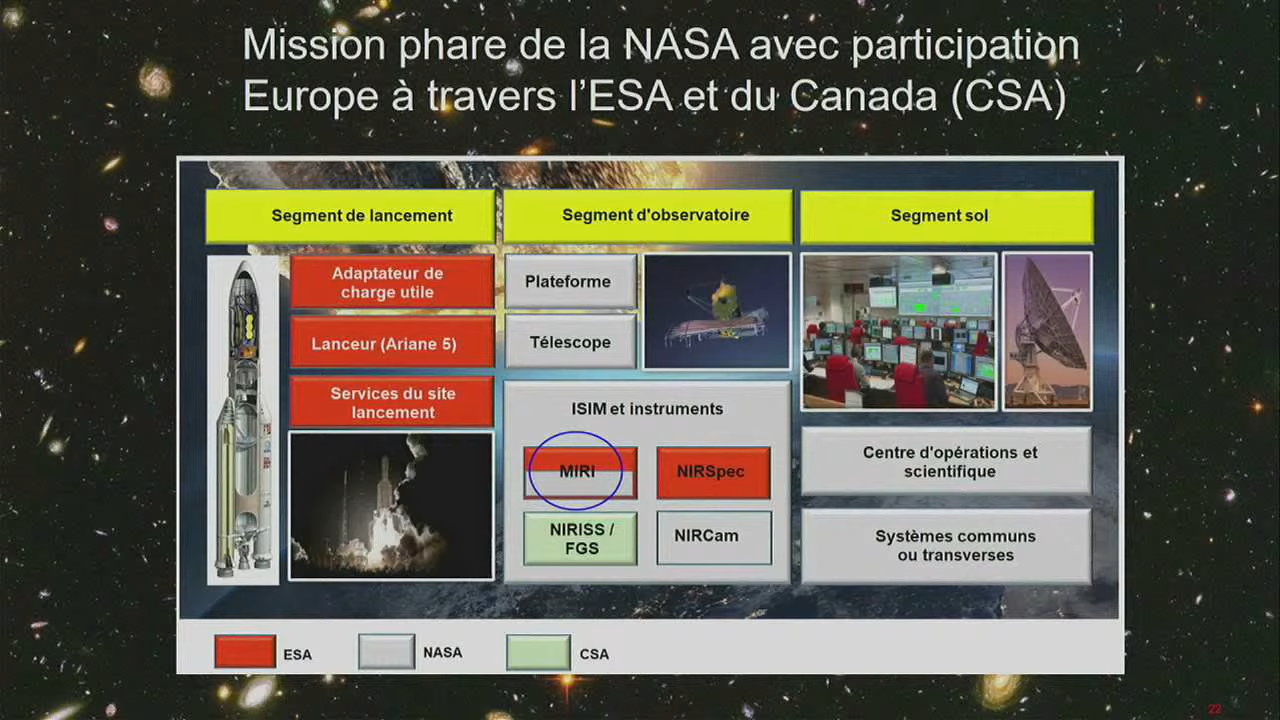 Mission phare de la NASA avec participation
Europe à travers l’ESA et du Canada (CSA)
Segment de lancement
Segment d'observatoire
Segment sol
Adaptateur de
charge utile
Lanceur (Ariane 5)
Services du site
lancement
Plateforme
Télescope
ISIM et instruments
MIRI
NIRSpec
NIRISS /
FGS
NIRCam
Centre d'opérations et
scientifique
Systèmes communs
ou transverses
ESA
NASA
CSA
22